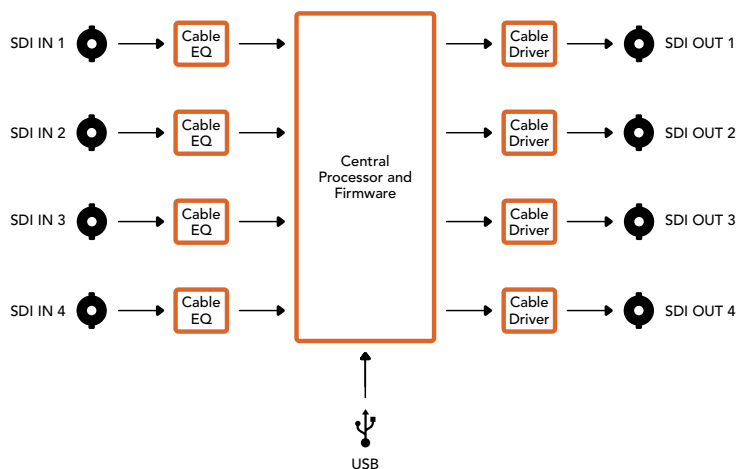 SDI IN 1
Cable
EQ
Cable
Driver
SDI OUT 1
SDI IN 2
Cable
EQ
Cable
Driver
SDI OUT 2
Central
Processor and
Firmware
SDI IN 3
Cable
EQ
Cable
Driver
SDI OUT 3
SDI IN 4
Cable
EQ
Cable
Driver
SDI OUT 4
USB